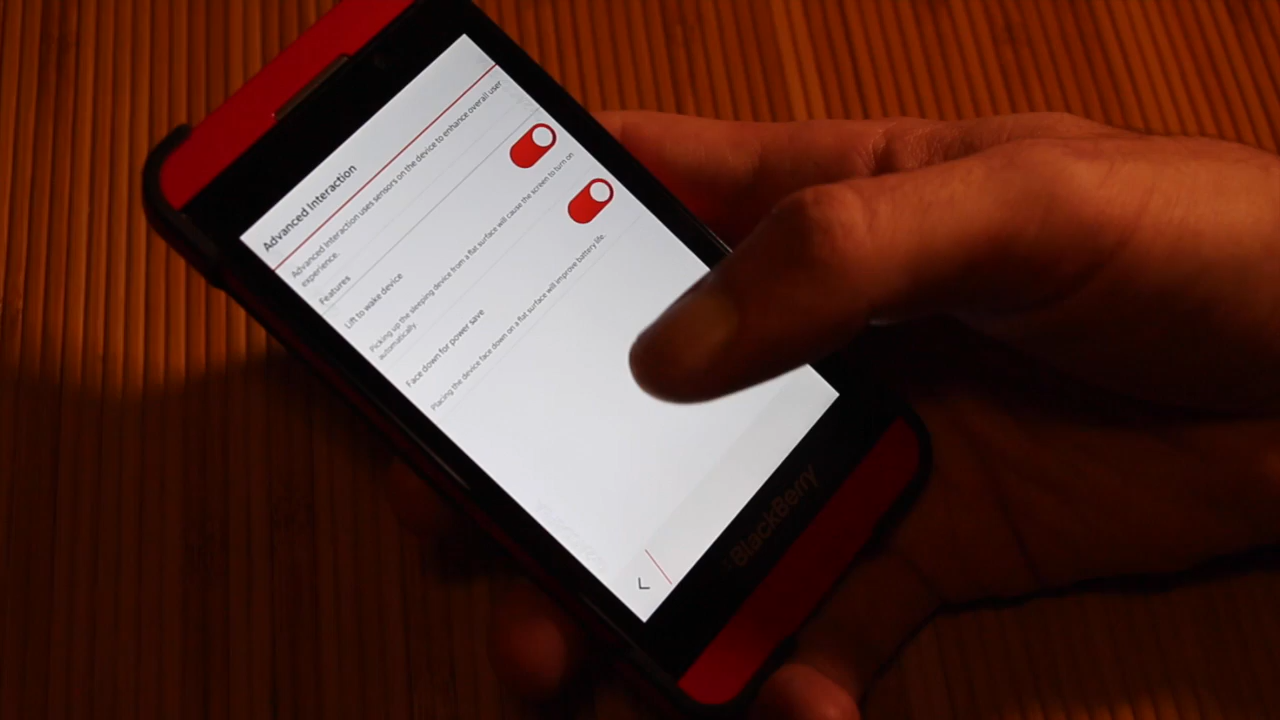 Advanced Interaction
Advanced Interaction uses sensors on the device to enhance overall user
experience.
Features
Lift to wake device
Picking up the sleeping device from a flat surface will cause the screen to turn on
automatically.
Face down for power save
Placing the device face down on a flat surface will improve battery life.
BlackBerry